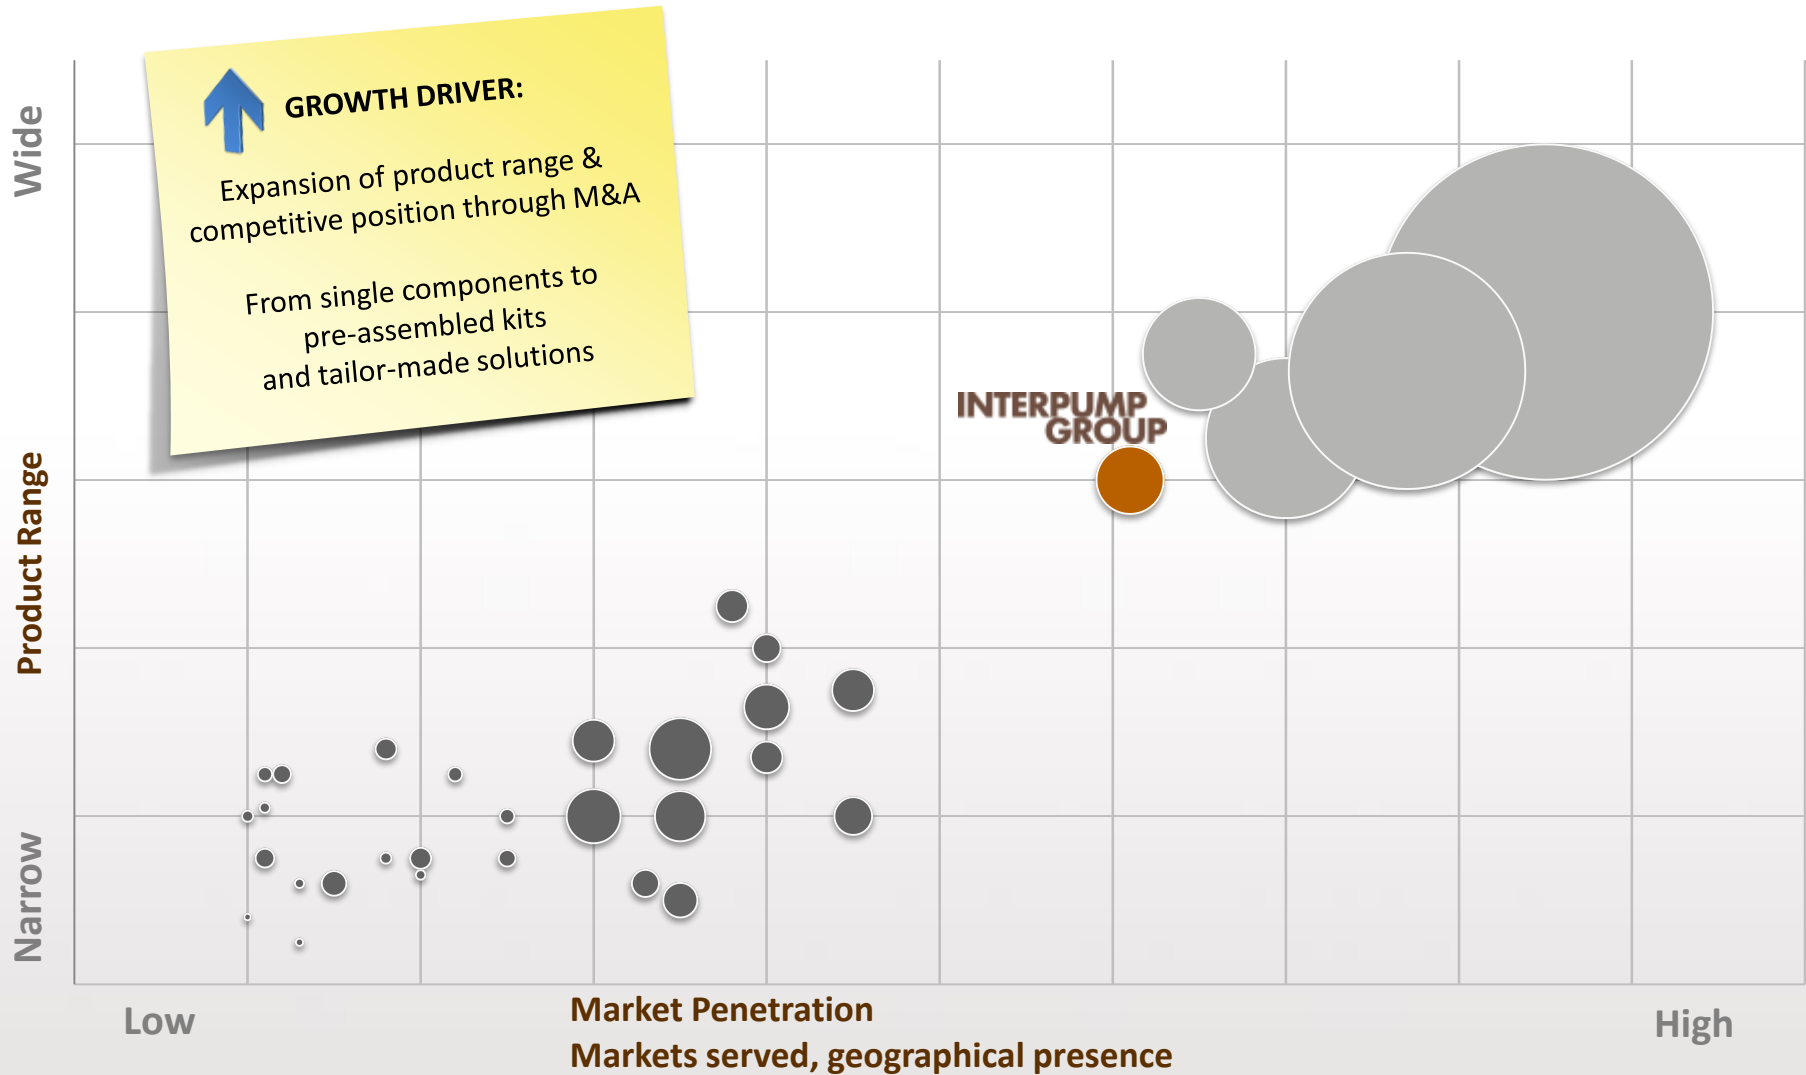 GROWTH DRIVER:
Expansion of product range &
competitive position through M&A
From single components to
pre-assembled kits
and tailor-made solutions
Wide
Product Range
Narrow
INTERPUMP
GROUP
Low
Market Penetration
High
Markets served, geographical presence